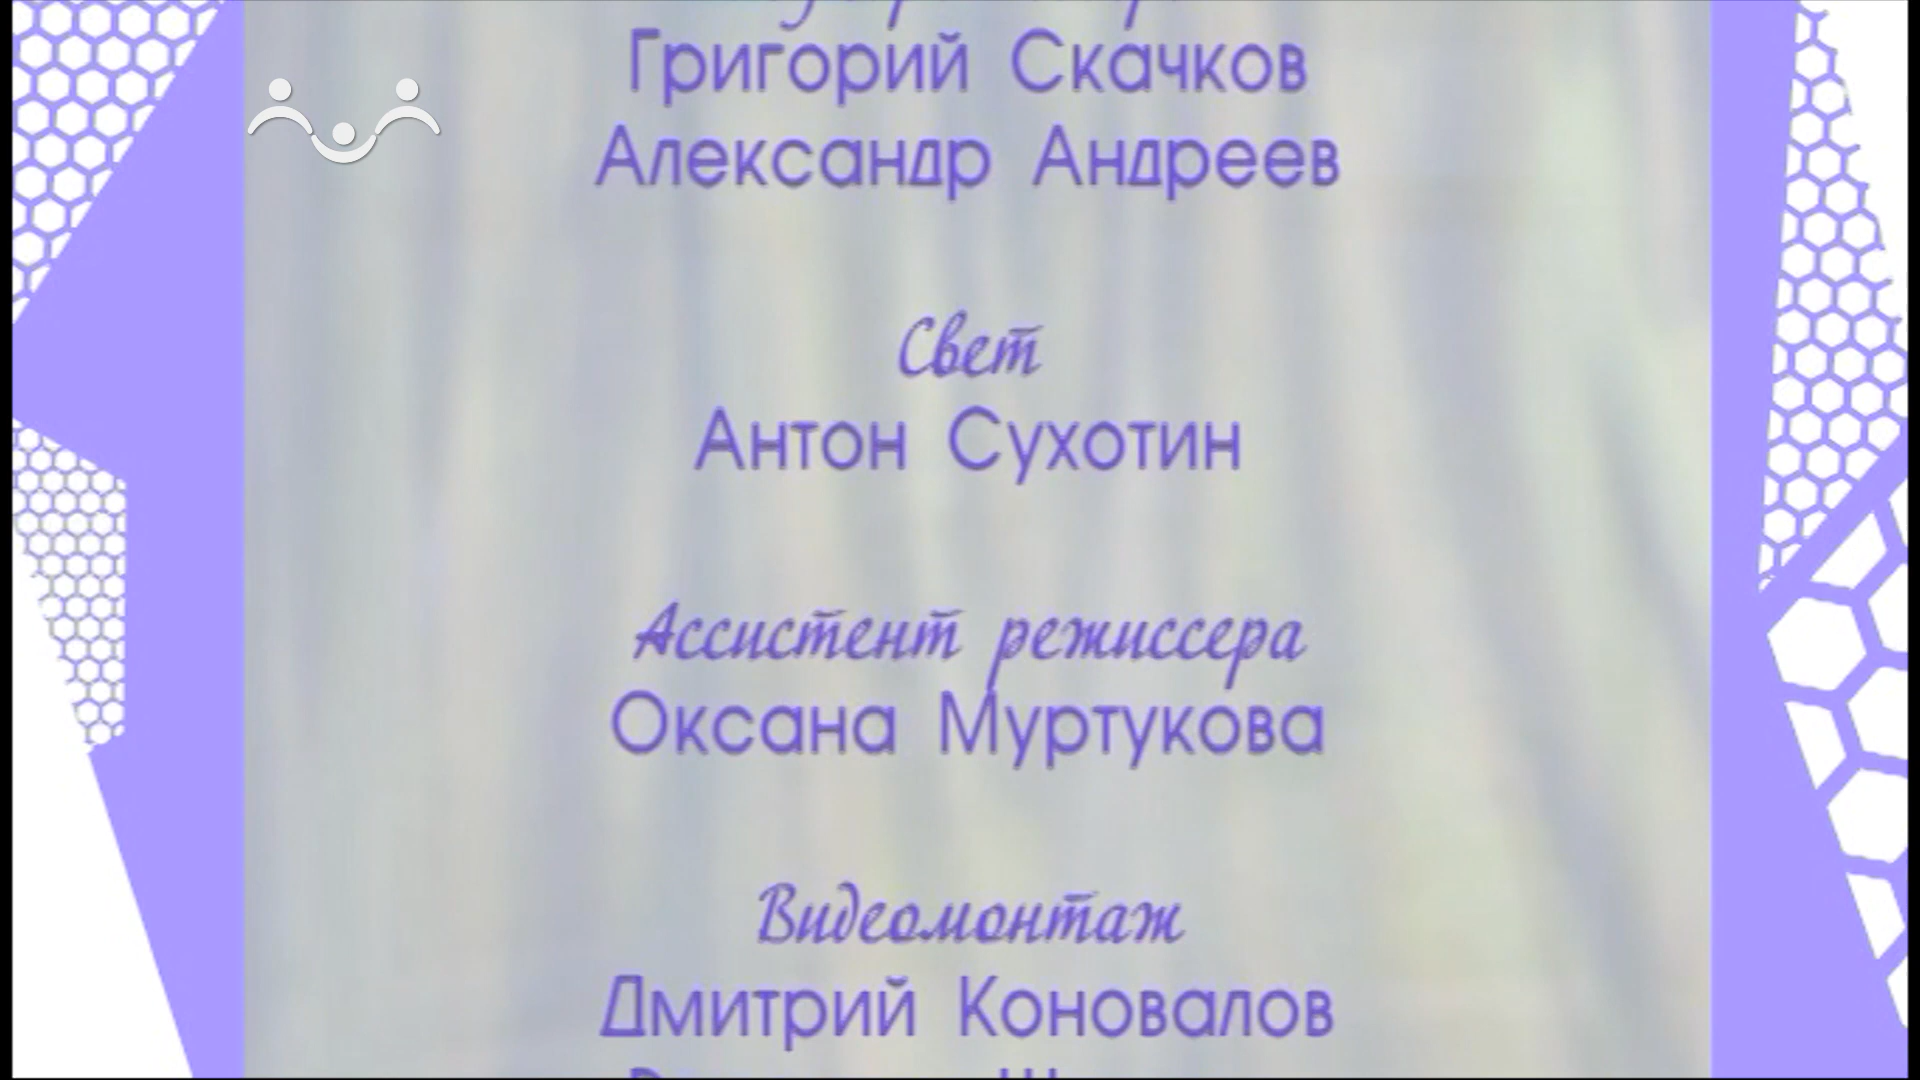 Григорий Скачков
Александр Андреев
Свет
Антон Сухотин
Ассистент режиссера
Оксана Муртукова
Видеомонтаж
Дмитрий Коновалов